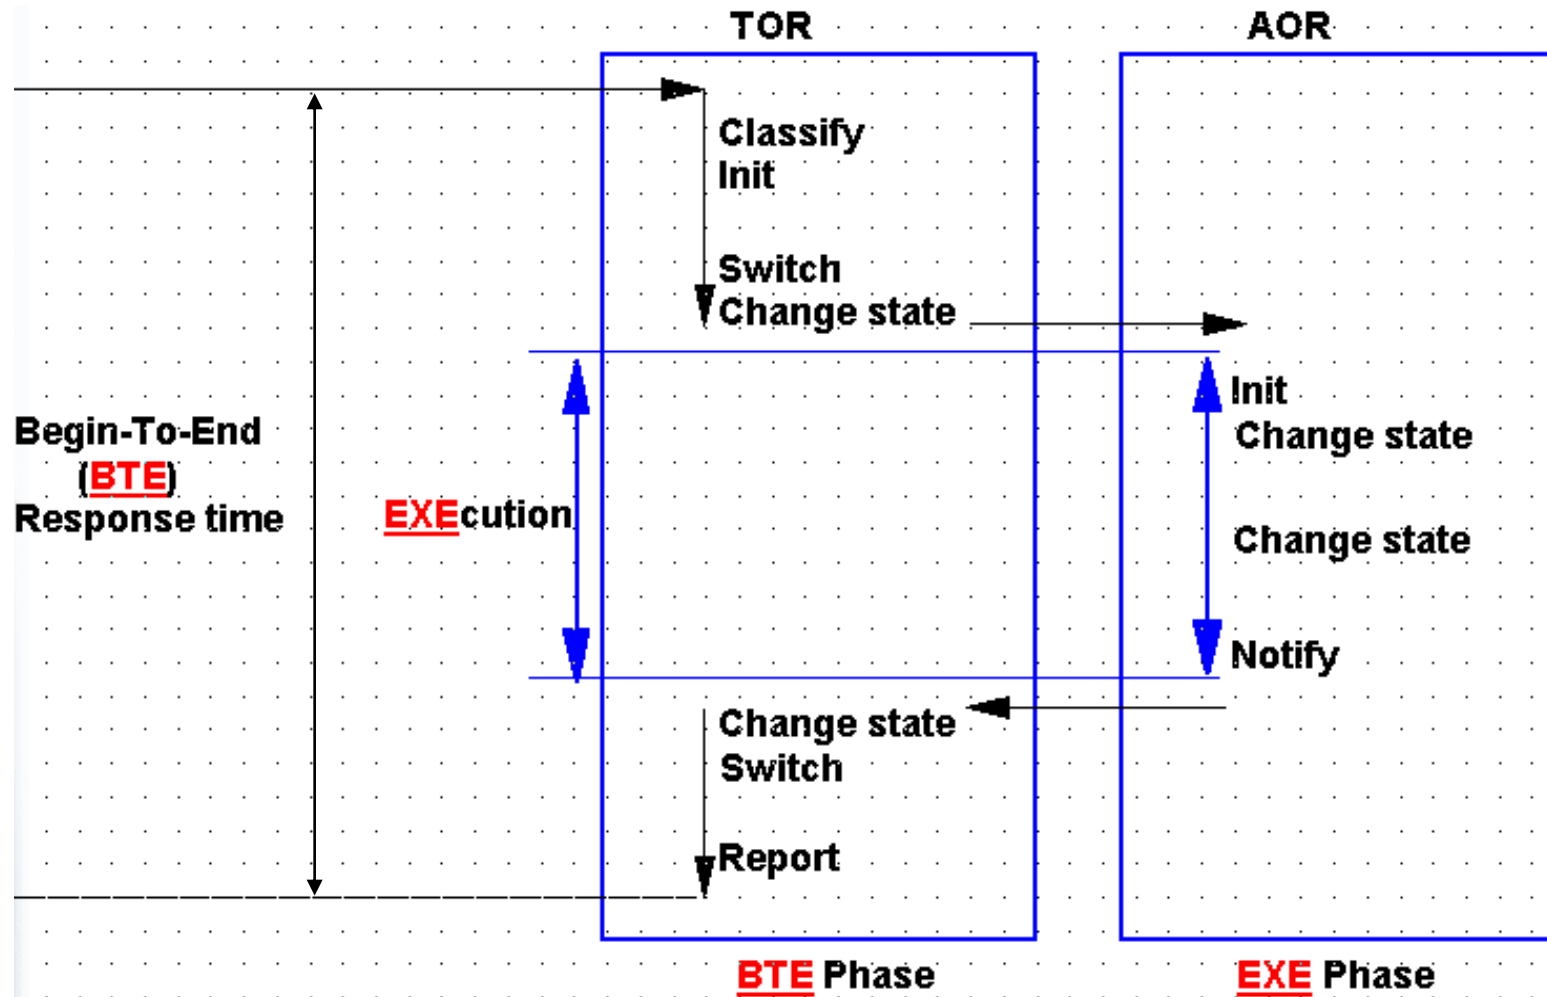 TOR
AOR
Classify
Init
Switch
Change state
Init
Change state
Begin-To-End
(BTE)
Response time
EXEcution
Change state
Notify
Change state
Switch
Report
BTE Phase
EXE Phase